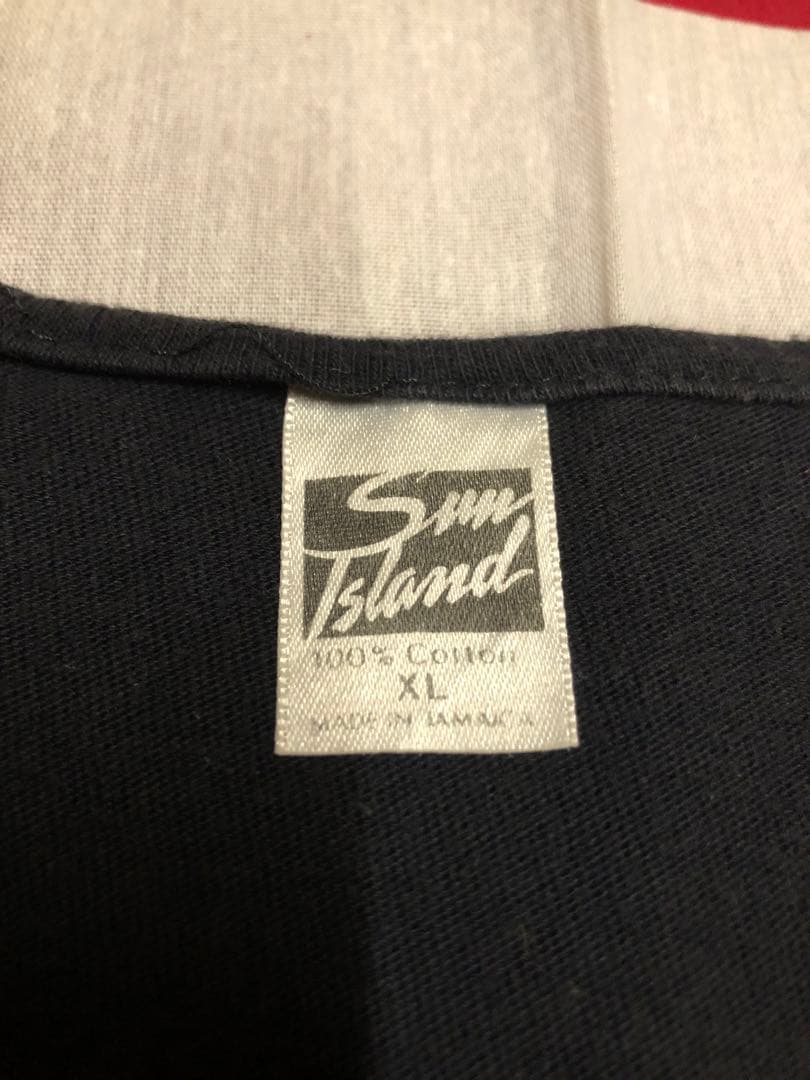 Sun
Island
100% Cotton
XL
MADE IN JAMAICA